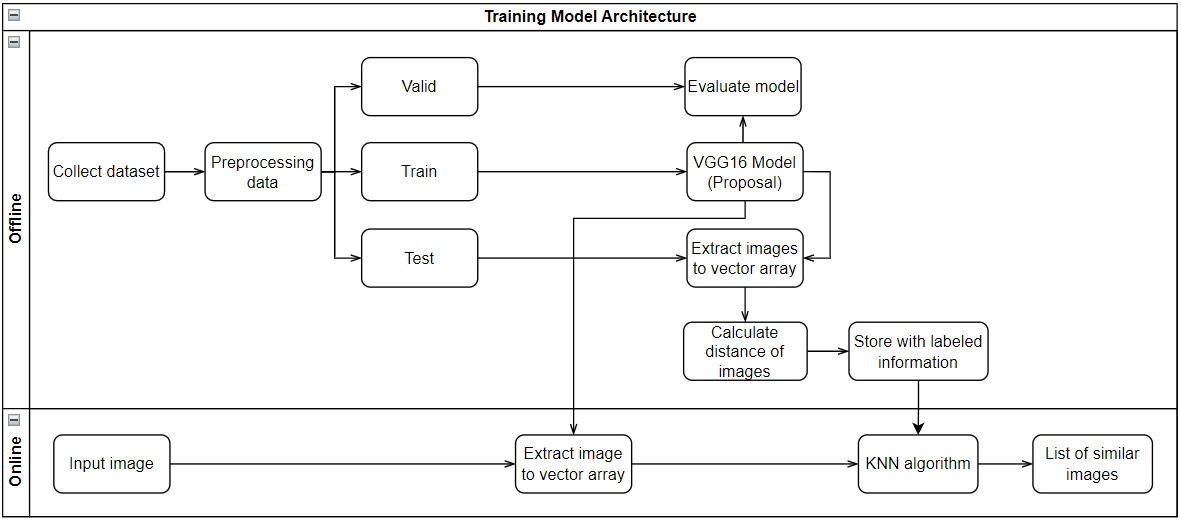 Training Model Architecture
Offline
Valid
Evaluate model
Collect dataset
Preprocessing
data
Train
VGG16 Model
(Proposal)
Test
Extract images
to vector array
Calculate
distance of
images
Store with labeled
information
Online
Input image
Extract image
to vector array
KNN algorithm
List of similar
images